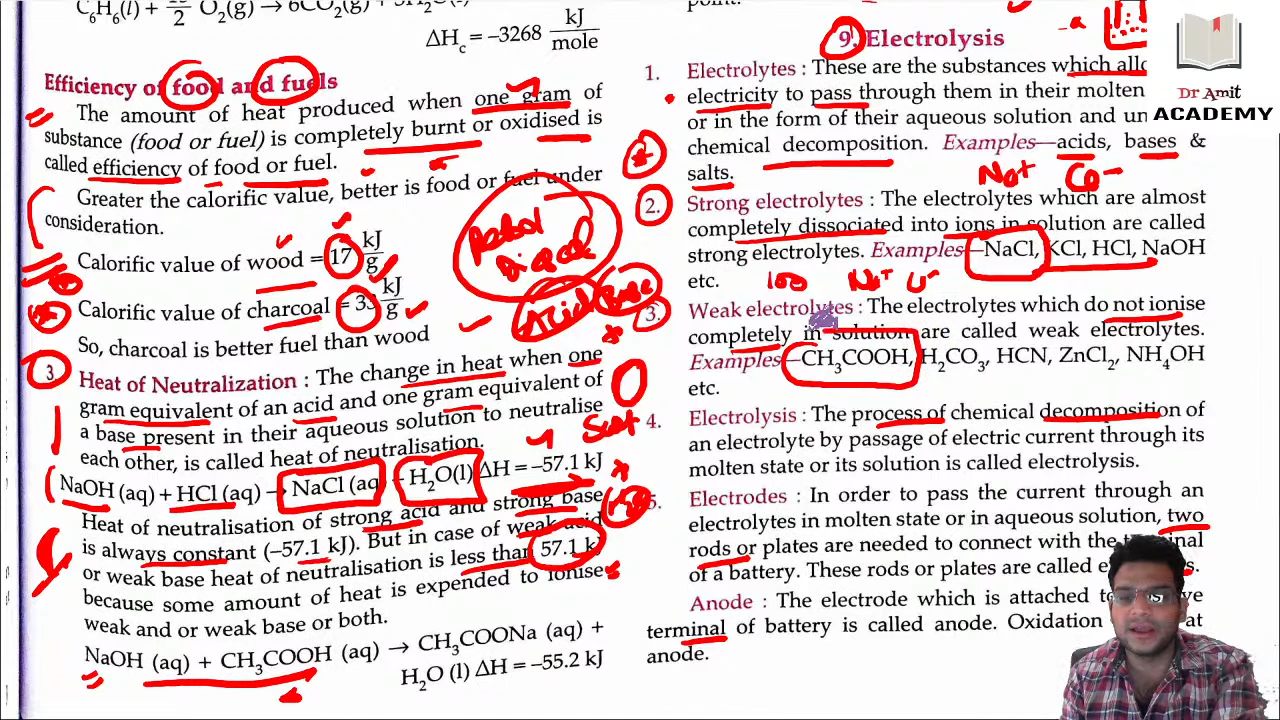 C₆H₆(l) + O₂(g) → 6CO₂(g) +
2
ΔH_c = –3268 kJ/mole
Efficiency of food and fuels
The amount of heat produced when one gram of
substance (food or fuel) is completely burnt or oxidised is
called efficiency of food or fuel.
Greater the calorific value, better is food or fuel under
consideration.
Calorific value of wood = 17 kJ/g
Calorific value of charcoal = 33 kJ/g
So, charcoal is better fuel than wood
Petrol
Diesel
Acid Base
3
Heat of Neutralization : The change in heat when one
gram equivalent of an acid and one gram equivalent of
a base present in their aqueous solution to neutralise
each other, is called heat of neutralisation.
Salt
NaOH (aq) + HCl (aq) → NaCl (aq) + H₂O(l) ΔH = –57.1 kJ
Heat of neutralisation of strong acid and strong base
is always constant (–57.1 kJ). But in case of weak acid
or weak base heat of neutralisation is less than 57.1 kJ
because some amount of heat is expended to ionise
weak and or weak base or both.
NaOH (aq) + CH₃COOH (aq) → CH₃COONa (aq) +
H₂O (l) ΔH = –55.2 kJ
point.
9. Electrolysis
1. Electrolytes : These are the substances which allo
electricity to pass through them in their molten
or in the form of their aqueous solution and un
chemical decomposition. Examples—acids, bases &
salts.
Na+
2. Strong electrolytes : The electrolytes which are almost
completely dissociated into ions in solution are called
strong electrolytes. Examples—NaCl, KCl, HCl, NaOH
etc.
100 Na+
3. Weak electrolytes : The electrolytes which do not ionise
completely in solution are called weak electrolytes.
Examples—CH₃COOH, H₂CO₃, HCN, ZnCl₂, NH₄OH
etc.
4. Electrolysis : The process of chemical decomposition of
an electrolyte by passage of electric current through its
molten state or its solution is called electrolysis.
5. Electrodes : In order to pass the current through an
electrolytes in molten state or in aqueous solution, two
rods or plates are needed to connect with the terminal
of a battery. These rods or plates are called
Anode : The electrode which is attached to
terminal of battery is called anode. Oxidation at
anode.
Dr Amit
ACADEMY